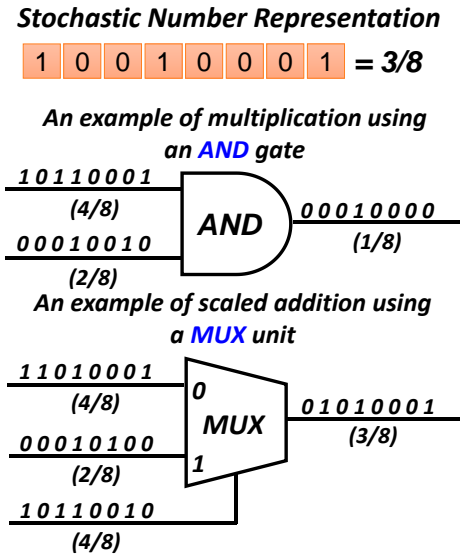 Stochastic Number Representation
1 0 0 1 0 0 0 1 = 3/8
An example of multiplication using
an AND gate
1 0 1 1 0 0 0 1
(4/8)
AND
0 0 0 1 0 0 0 0
(1/8)
0 0 0 1 0 0 1 0
(2/8)
An example of scaled addition using
a MUX unit
1 1 0 1 0 0 0 1
(4/8)
0
MUX
0 1 0 1 0 0 0 1
(3/8)
0 0 0 1 0 1 0 0
(2/8)
1
1 0 1 1 0 0 1 0
(4/8)